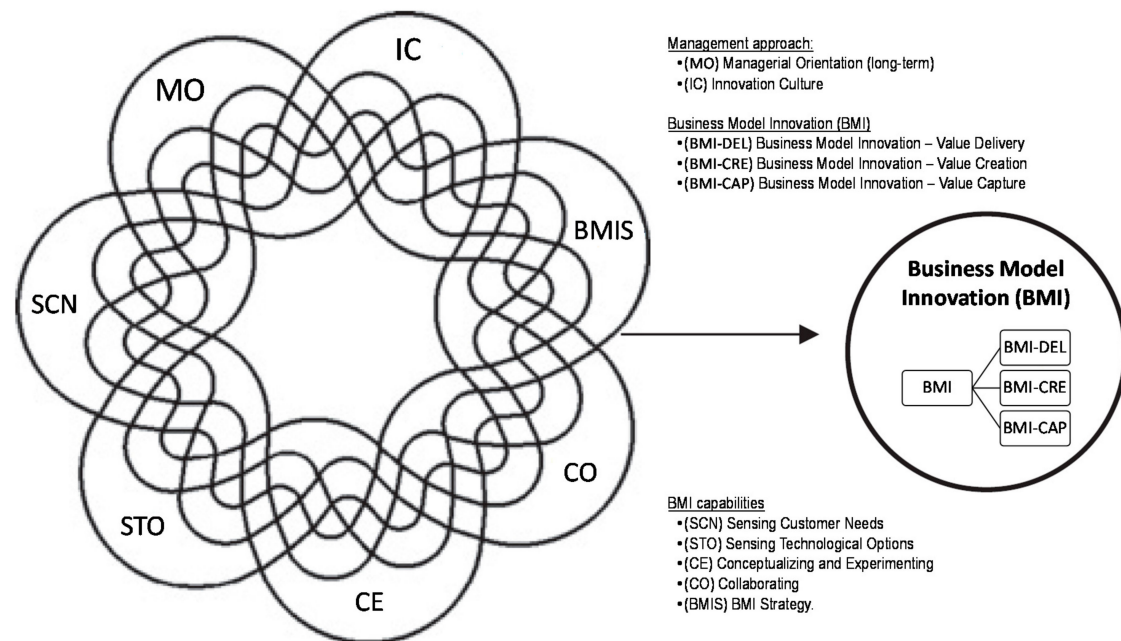 IC
MO
BMIS
SCN
CO
STO
CE
Management approach:
•(MO) Managerial Orientation (long-term)
•(IC) Innovation Culture
Business Model Innovation (BMI)
•(BMI-DEL) Business Model Innovation – Value Delivery
•(BMI-CRE) Business Model Innovation – Value Creation
•(BMI-CAP) Business Model Innovation – Value Capture
Business Model
Innovation (BMI)
BMI-DEL
BMI
BMI-CRE
BMI-CAP
BMI capabilities
•(SCN) Sensing Customer Needs
•(STO) Sensing Technological Options
•(CE) Conceptualizing and Experimenting
•(CO) Collaborating
•(BMIS) BMI Strategy.